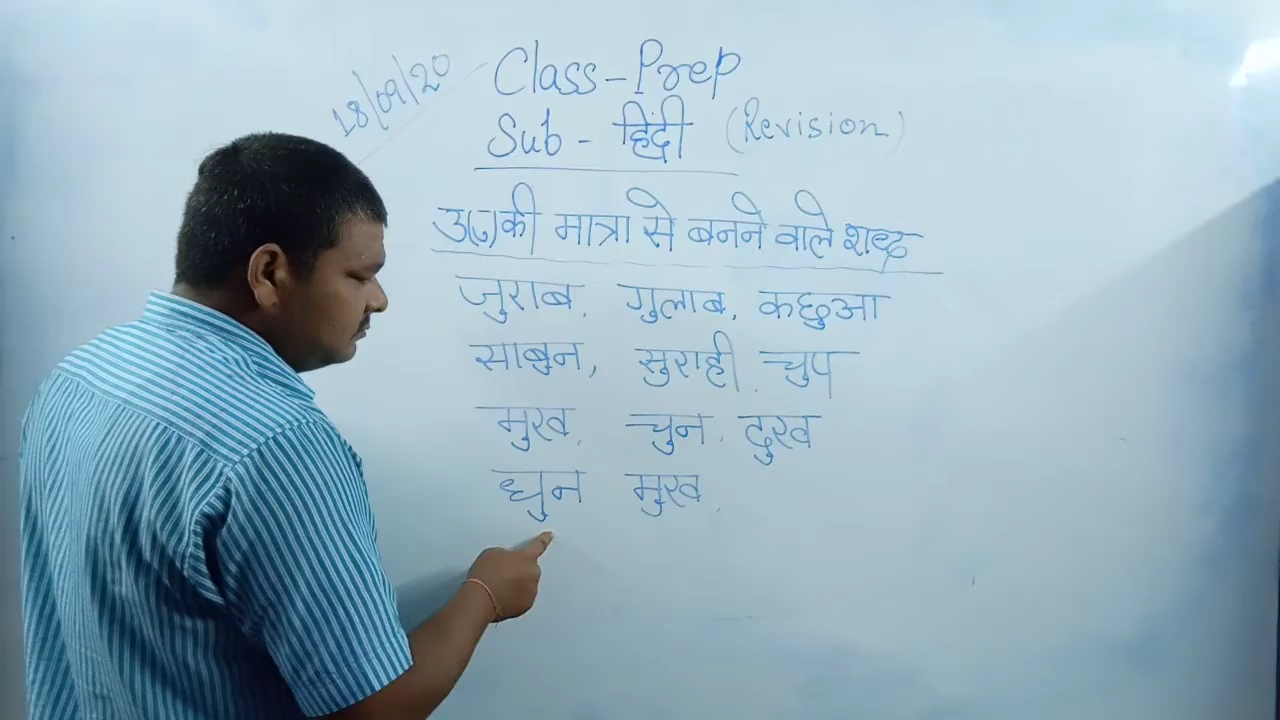 18/09/20
Class-Prep
Sub- हिंदी (Revision)
उ(ु)की मात्रा से बनने वाले शब्द
जुराब, गुलाब, कछुआ
साबुन, सुराही, चुप
मुख, चुन, दुख
धुन मुख,